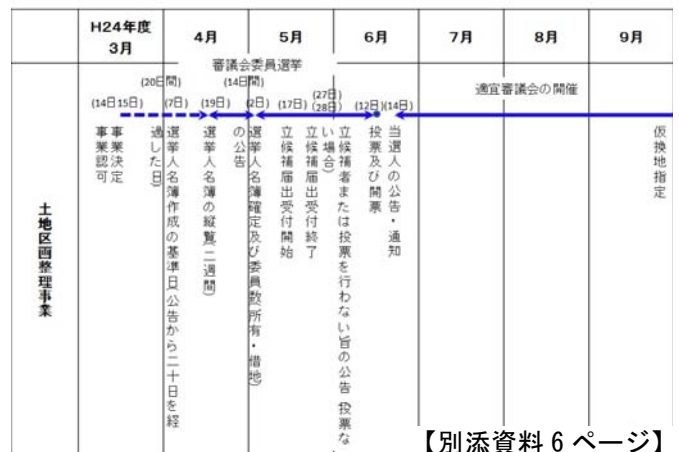 H24年度
3月
4月
5月
6月
7月
8月
9月
審議会委員選挙
(20日間)
(14日間)
(27日)
(28日)
適宜審議会の開催
(14日)
15日)
(7日)
(19日)
(2日)
(17日)
(12日)
(14日)
土地区画整理事業
事業認可
事業決定
選挙人名簿作成の基準日(公告から二十日を経
過した日)
選挙人名簿の縦覧(二週間)
選挙人名簿確定及び委員数(所有・借地)
の公告
立候補届出受付開始
立候補届出受付終了
立候補者または投票を行わない旨の公告(投票な
い場合)
投票及び開票
当選人の公告・通知
仮換地指定
【別添資料6ページ】